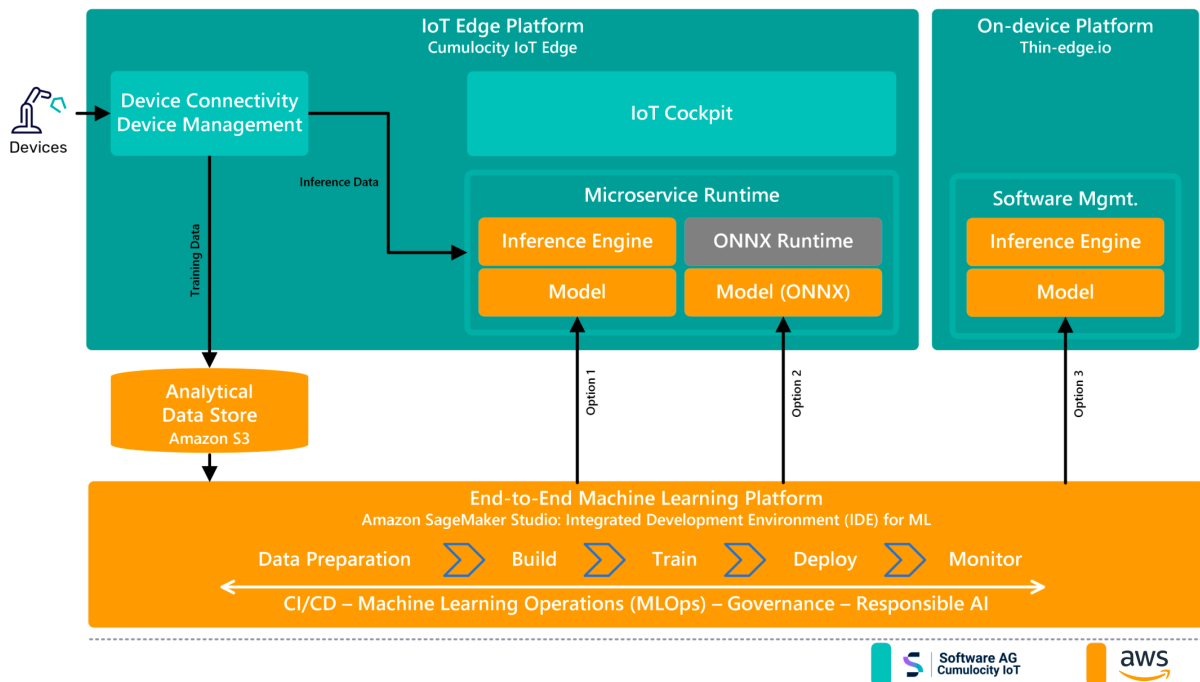 IoT Edge Platform
Cumulocity IoT Edge
On-device Platform
Thin-edge.io
Devices
Device Connectivity
Device Management
IoT Cockpit
Inference Data
Training Data
Microservice Runtime
Inference Engine
ONNX Runtime
Model
Model (ONNX)
Software Mgmt.
Inference Engine
Model
Analytical
Data Store
Amazon S3
Option 1
Option 2
Option 3
End-to-End Machine Learning Platform
Amazon SageMaker Studio: Integrated Development Environment (IDE) for ML
Data Preparation Build Train Deploy Monitor
CI/CD – Machine Learning Operations (MLOps) – Governance – Responsible AI
Software AG
Cumulocity IoT
aws